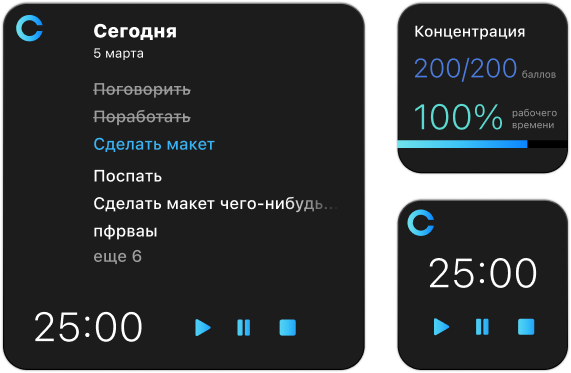 Сегодня
5 марта
Поговорить
Поработать
Сделать макет
Поспать
Сделать макет чего-нибудь...
пфрваы
еще 6
25:00
Концентрация
200/200 баллов
100% рабочего
времени
25:00